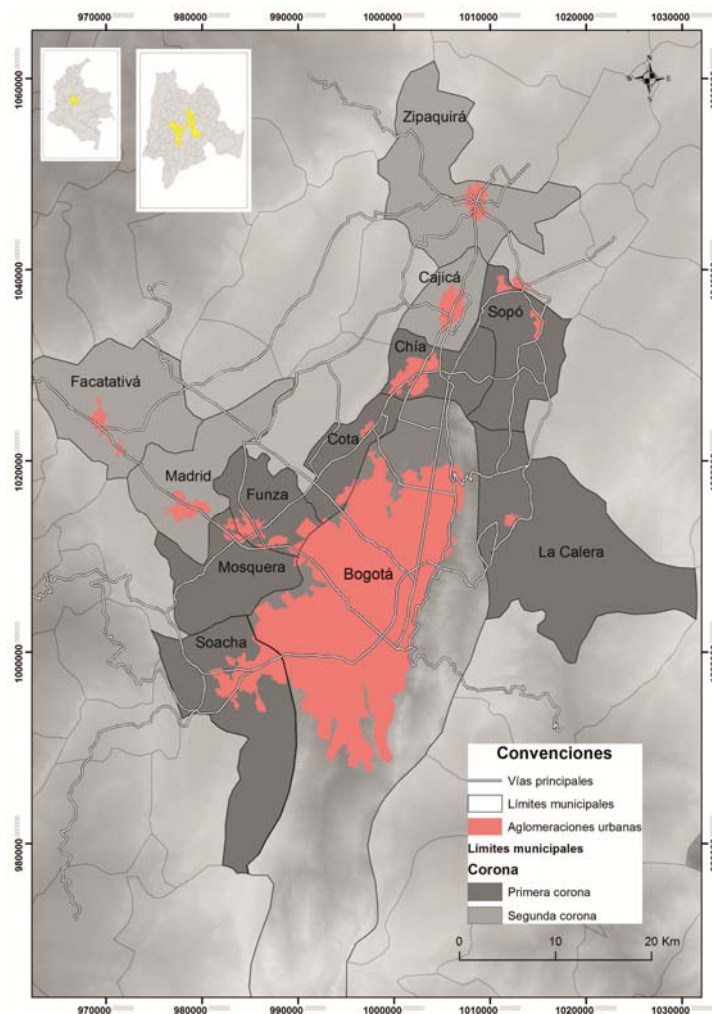 970000 980000 990000 1000000 1010000 1020000 1030000
1060000
1040000
1020000
1000000
980000
N
E
S
Zipaquirá
Cajicá
Sopó
Chía
Facatativá
Cota
Madrid
Funza
La Calera
Mosquera
Bogotá
Soacha
Convenciones
Vías principales
Límites municipales
Aglomeraciones urbanas
Límites municipales
Corona
Primera corona
Segunda corona
0 10 20 Km
970000 980000 990000 1000000 1010000 1020000 1030000